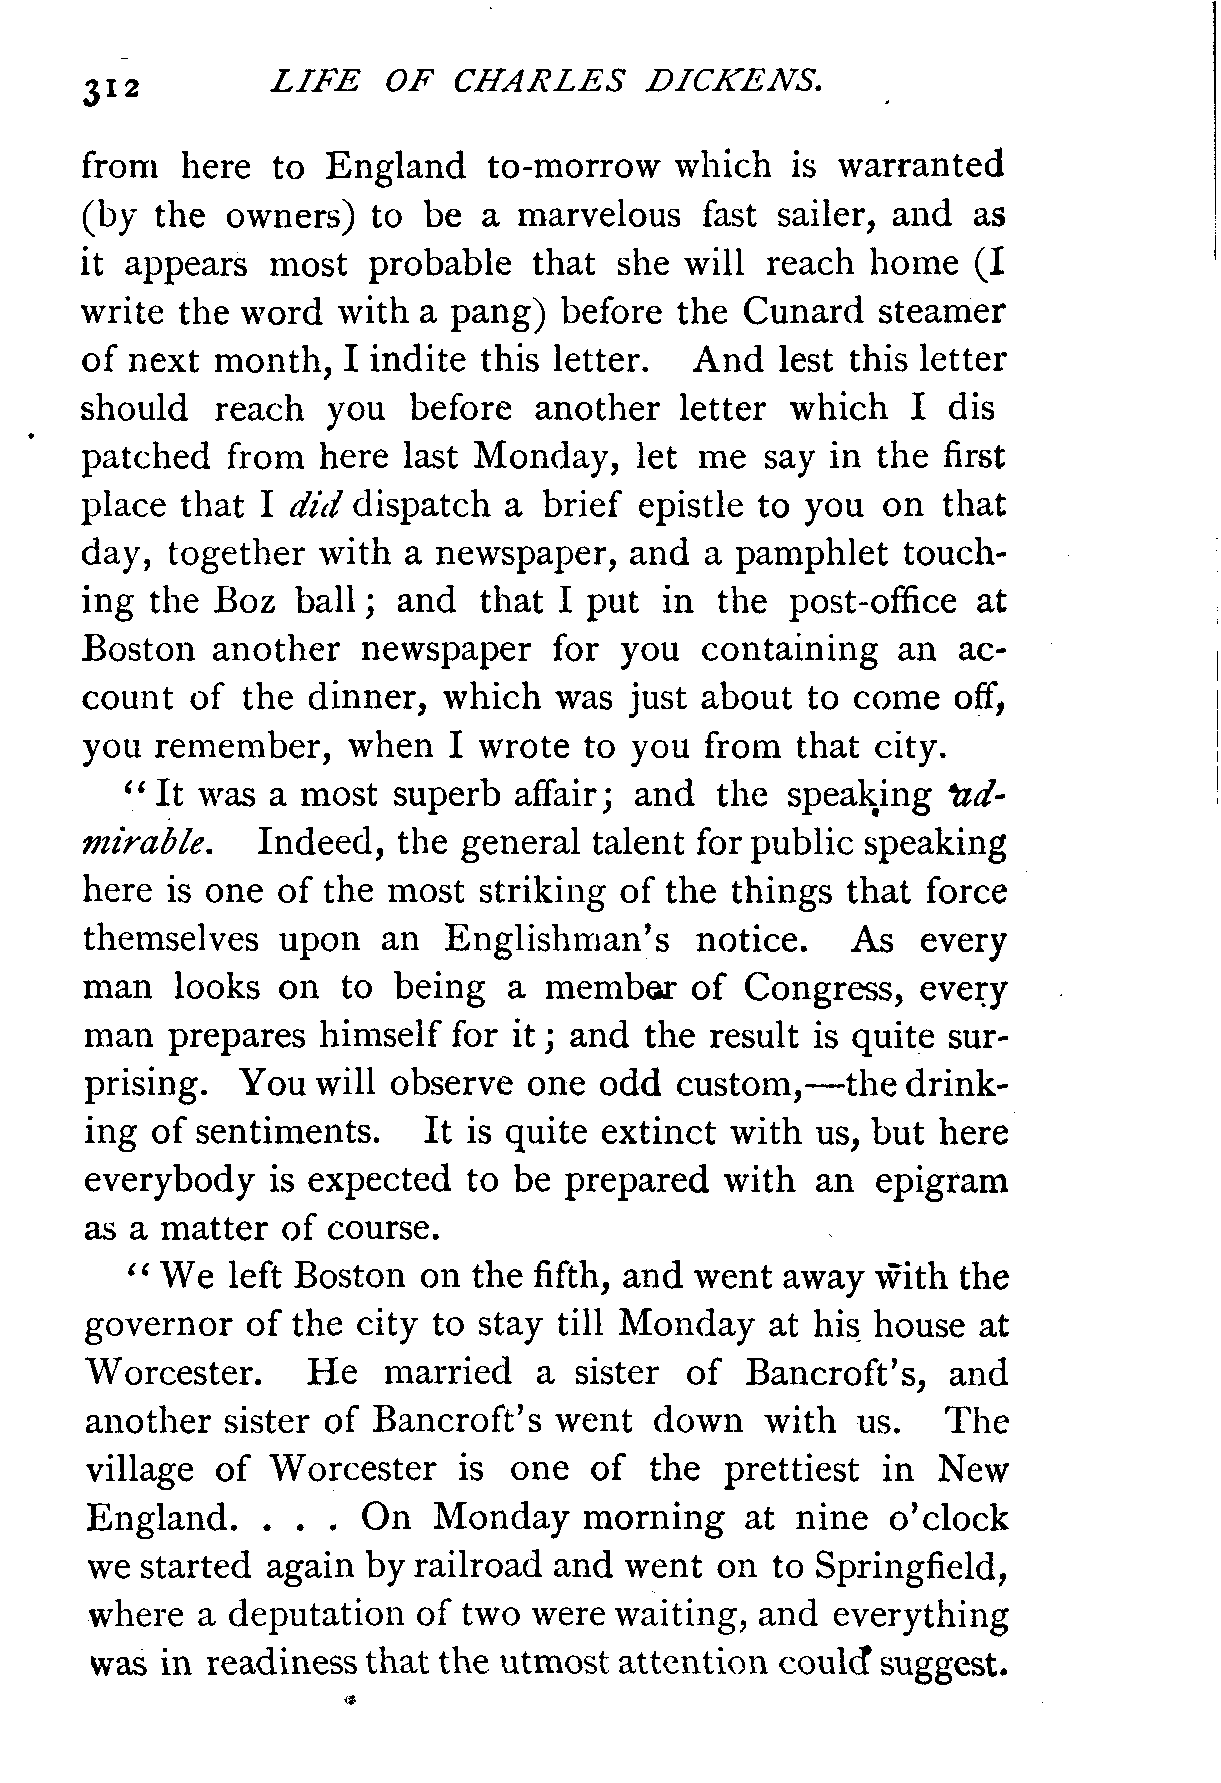 312 LIFE OF CHARLES DICKENS.
from here to England to-morrow which is warranted
(by the owners) to be a marvelous fast sailer, and as
it appears most probable that she will reach home (I
write the word with a pang) before the Cunard steamer
of next month, I indite this letter. And lest this letter
should reach you before another letter which I dis
patched from here last Monday, let me say in the first
place that I did dispatch a brief epistle to you on that
day, together with a newspaper, and a pamphlet touch-
ing the Boz ball; and that I put in the post-office at
Boston another newspaper for you containing an ac-
count of the dinner, which was just about to come off,
you remember, when I wrote to you from that city.
"It was a most superb affair; and the speaking ad-
mirable. Indeed, the general talent for public speaking
here is one of the most striking of the things that force
themselves upon an Englishman's notice. As every
man looks on to being a member of Congress, every
man prepares himself for it; and the result is quite sur-
prising. You will observe one odd custom,—the drink-
ing of sentiments. It is quite extinct with us, but here
everybody is expected to be prepared with an epigram
as a matter of course.
"We left Boston on the fifth, and went away with the
governor of the city to stay till Monday at his house at
Worcester. He married a sister of Bancroft's, and
another sister of Bancroft's went down with us. The
village of Worcester is one of the prettiest in New
England. . . . On Monday morning at nine o'clock
we started again by railroad and went on to Springfield,
where a deputation of two were waiting, and everything
was in readiness that the utmost attention could suggest.